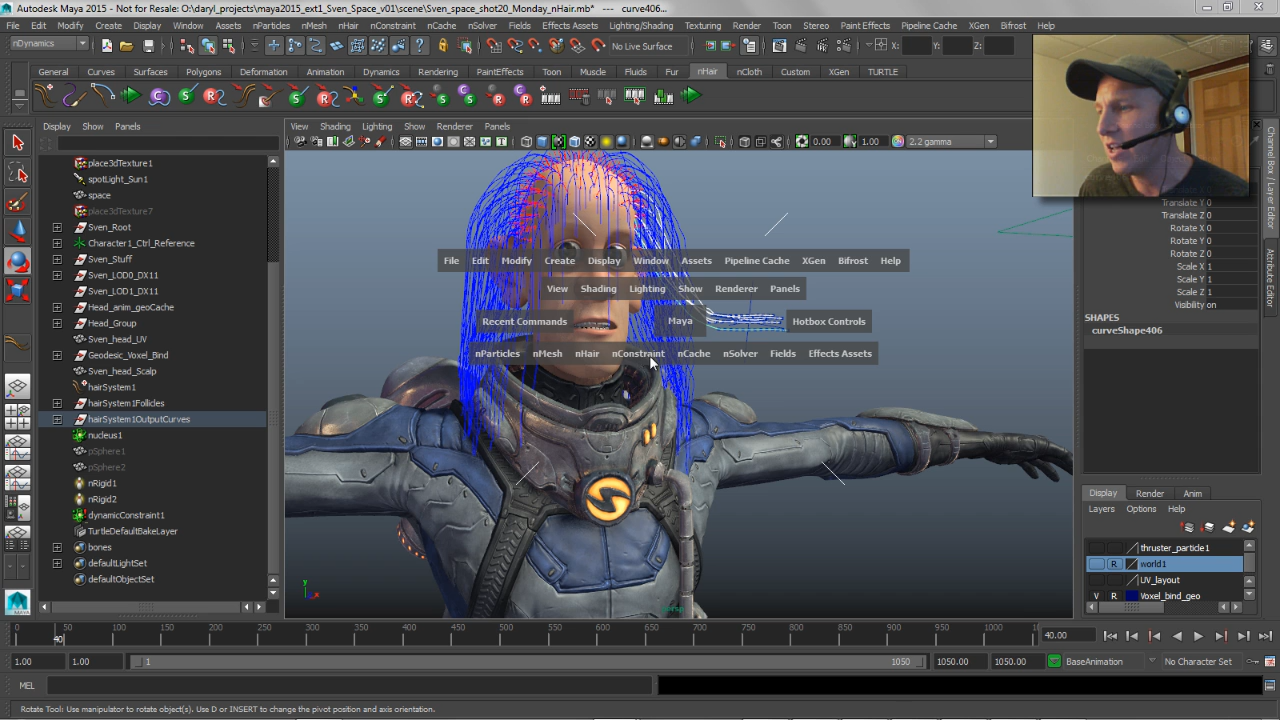 Autodesk Maya 2015 - Not for Resale: O:\daryl_projects\maya2015_ext1_Sven_Space_v01\scene\Sven_space_shot20_Monday_nHair.mb* --- curve406...
File Edit Modify Create Display Window Assets nParticles nMesh nHair nConstraint nCache nSolver Fields Effects Assets Lighting/Shading Texturing Render Toon Stereo Paint Effects Pipeline Cache XGen Bifrost Help
nDynamics No Live Surface X: Y: Z:
General Curves Surfaces Polygons Deformation Animation Dynamics Rendering PaintEffects Toon Muscle Fluids Fur nHair nCloth Custom XGen TURTLE
Display Show Panels
View Shading Lighting Show Renderer Panels
0.00 1.00 2.2 gamma
place3dTexture1
spotLight_Sun1
space
place3dTexture7
Sven_Root
Character1_Ctrl_Reference
Sven_Stuff
Sven_LOD0_DX11
Sven_LOD1_DX11
Head_anim_geoCache
Head_Group
Sven_head_UV
Geodesic_Voxel_Bind
Sven_head_Scalp
hairSystem1
hairSystem1Follicles
hairSystem1OutputCurves
nucleus1
pSphere1
pSphere2
nRigid1
nRigid2
dynamicConstraint1
TurtleDefaultBakeLayer
bones
defaultLightSet
defaultObjectSet
File Edit Modify Create Display Window Assets Pipeline Cache XGen Bifrost Help
View Shading Lighting Show Renderer Panels
Recent Commands Maya Hotbox Controls
nParticles nMesh nHair nConstraint nCache nSolver Fields Effects Assets
persp
y
x
Channel Box / Layer Editor
Attribute Editor
Translate Y 0
Translate Z 0
Rotate X 0
Rotate Y 0
Rotate Z 0
Scale X 1
Scale Y 1
Scale Z 1
Visibility on
SHAPES
curveShape406
Display Render Anim
Layers Options Help
thruster_particle1
R world1
UV_layout
V R Voxel_bind_geo
0 50 100 150 200 250 300 350 400 450 500 550 600 650 700 750 800 850 900 950 1000
40
40.00
1.00 1.00 1 1050 1050.00 1050.00 BaseAnimation No Character Set
MEL
Rotate Tool: Use manipulator to rotate object(s). Use D or INSERT to change the pivot position and axis orientation.